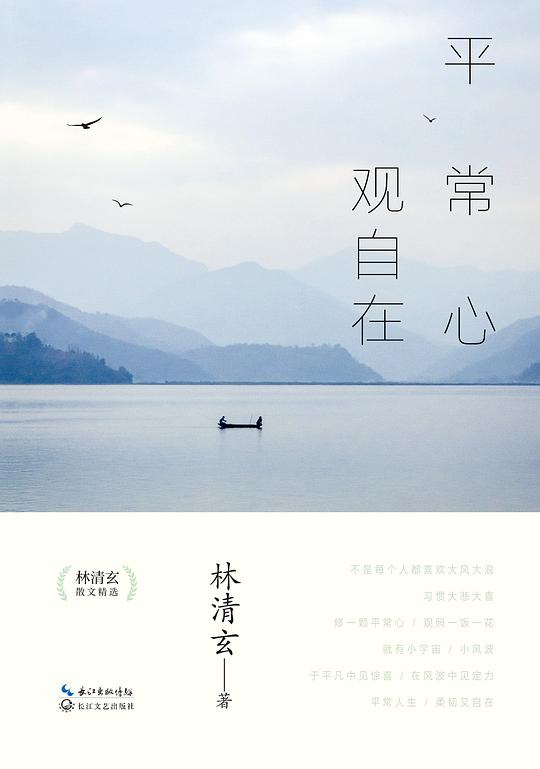 平常心
观自在
不是每个人都喜欢大风大浪
习惯大悲大喜
修一颗平常心 / 观照一饭一花
就有小宇宙 / 小风波
于平凡中见惊喜 / 在风波中见定力
平常人生 / 柔韧又自在
林清玄——著
林清玄
散文精选
长江出版传媒
长江文艺出版社